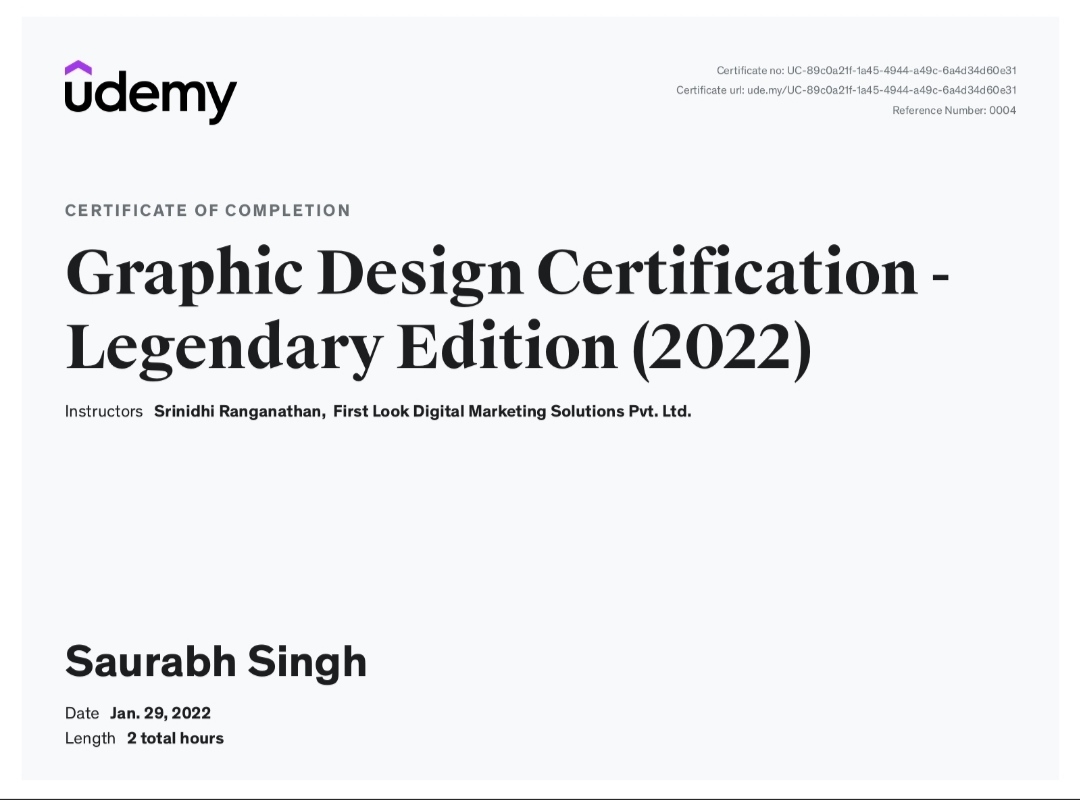 udemy
Certificate no: UC-89c0a21f-1a45-4944-a49c-6a4d34d60e31
Certificate url: ude.my/UC-89c0a21f-1a45-4944-a49c-6a4d34d60e31
Reference Number: 0004
CERTIFICATE OF COMPLETION
Graphic Design Certification -
Legendary Edition (2022)
Instructors Srinidhi Ranganathan, First Look Digital Marketing Solutions Pvt. Ltd.
Saurabh Singh
Date Jan. 29, 2022
Length 2 total hours